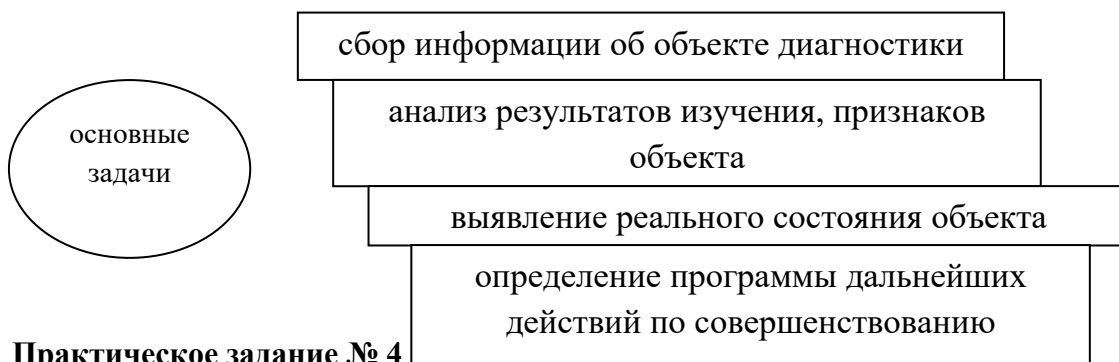 сбор информации об объекте диагностики
основные
задачи
анализ результатов изучения, признаков
объекта
выявление реального состояния объекта
определение программы дальнейших
действий по совершенствованию
Практическое задание № 4